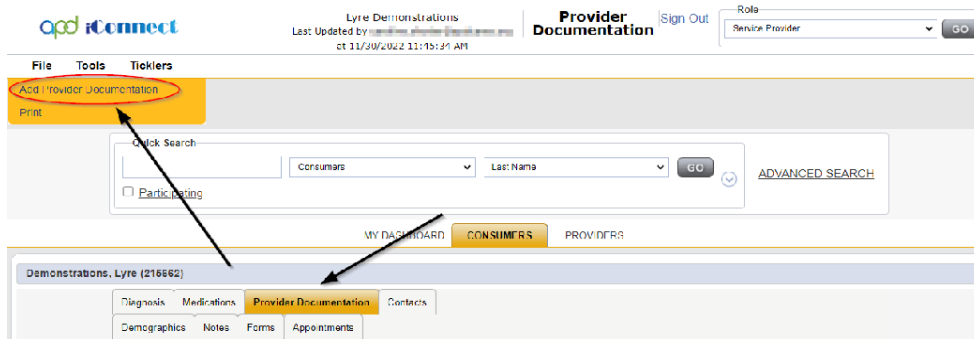 apd iConnect
Lyre Demonstrations
Last Updated by
at 11/30/2022 11:45:34 AM
Provider
Documentation
Sign Out
Role
Service Provider
GO
File Tools Ticklers
Add Provider Documentation
Print
Quick Search
Consumers
Last Name
GO
ADVANCED SEARCH
Participating
MY DASHBOARD CONSUMERS PROVIDERS
Demonstrations, Lyre (215662)
Diagnosis Medications Provider Documentation Contacts
Demographics Notes Forms Appointments